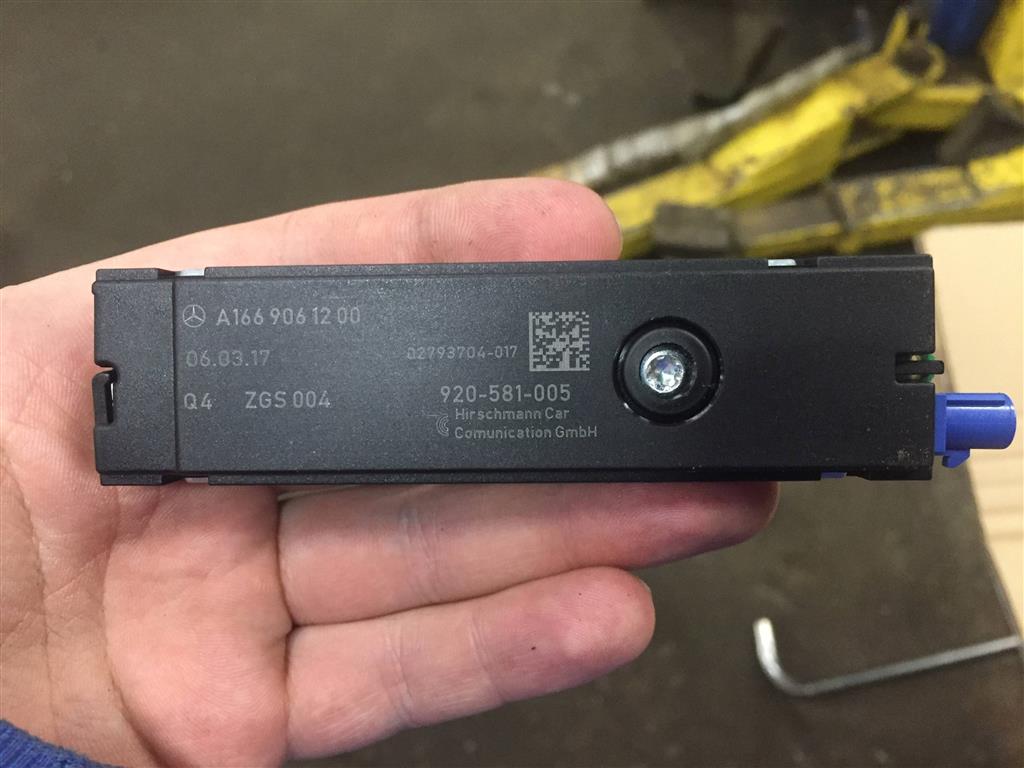 A166 906 12 00
06.03.17
02793704-017
Q4 ZGS 004
920-581-005
Hirschmann Car
Comunication GmbH